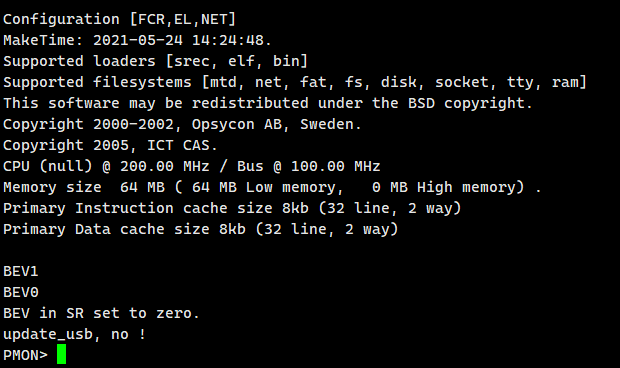 Configuration [FCR,EL,NET]
MakeTime: 2021-05-24 14:24:48.
Supported loaders [srec, elf, bin]
Supported filesystems [mtd, net, fat, fs, disk, socket, tty, ram]
This software may be redistributed under the BSD copyright.
Copyright 2000-2002, Opsycon AB, Sweden.
Copyright 2005, ICT CAS.
CPU (null) @ 200.00 MHz / Bus @ 100.00 MHz
Memory size  64 MB ( 64 MB Low memory,   0 MB High memory) .
Primary Instruction cache size 8kb (32 line, 2 way)
Primary Data cache size 8kb (32 line, 2 way)
BEV1
BEV0
BEV in SR set to zero.
update_usb, no !
PMON>